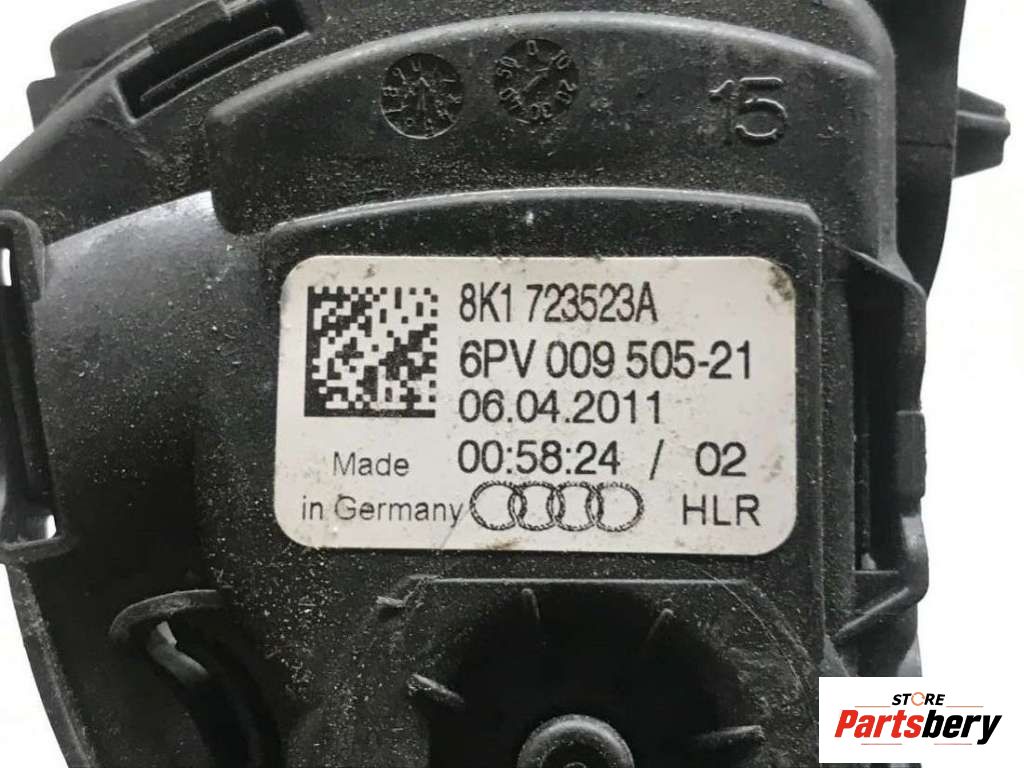 15
8K1 723523A
6PV 009 505-21
06.04.2011
Made 00:58:24 / 02
in Germany HLR
STORE
Partsbery